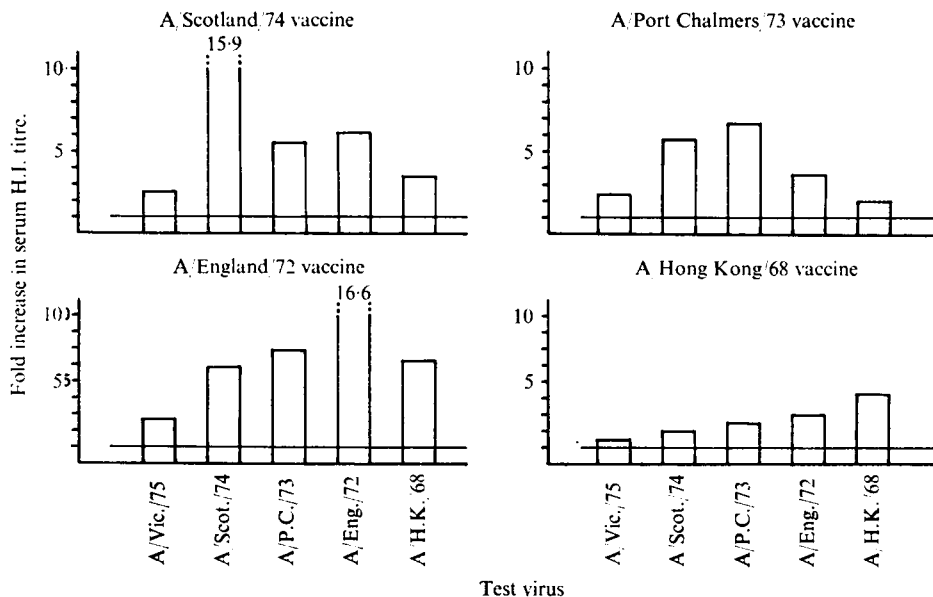 A/Scotland/74 vaccine
15·9
10
5
A/Port Chalmers/73 vaccine
10
5
Fold increase in serum H.I. titre.
A/England/72 vaccine
16·6
100
55
A Hong Kong/68 vaccine
10
5
A/Vic./75
A/Scot./74
A/P.C./73
A/Eng./72
A/H.K./68
A/Vic./75
A/Scot./74
A/P.C./73
A/Eng./72
A/H.K./68
Test virus